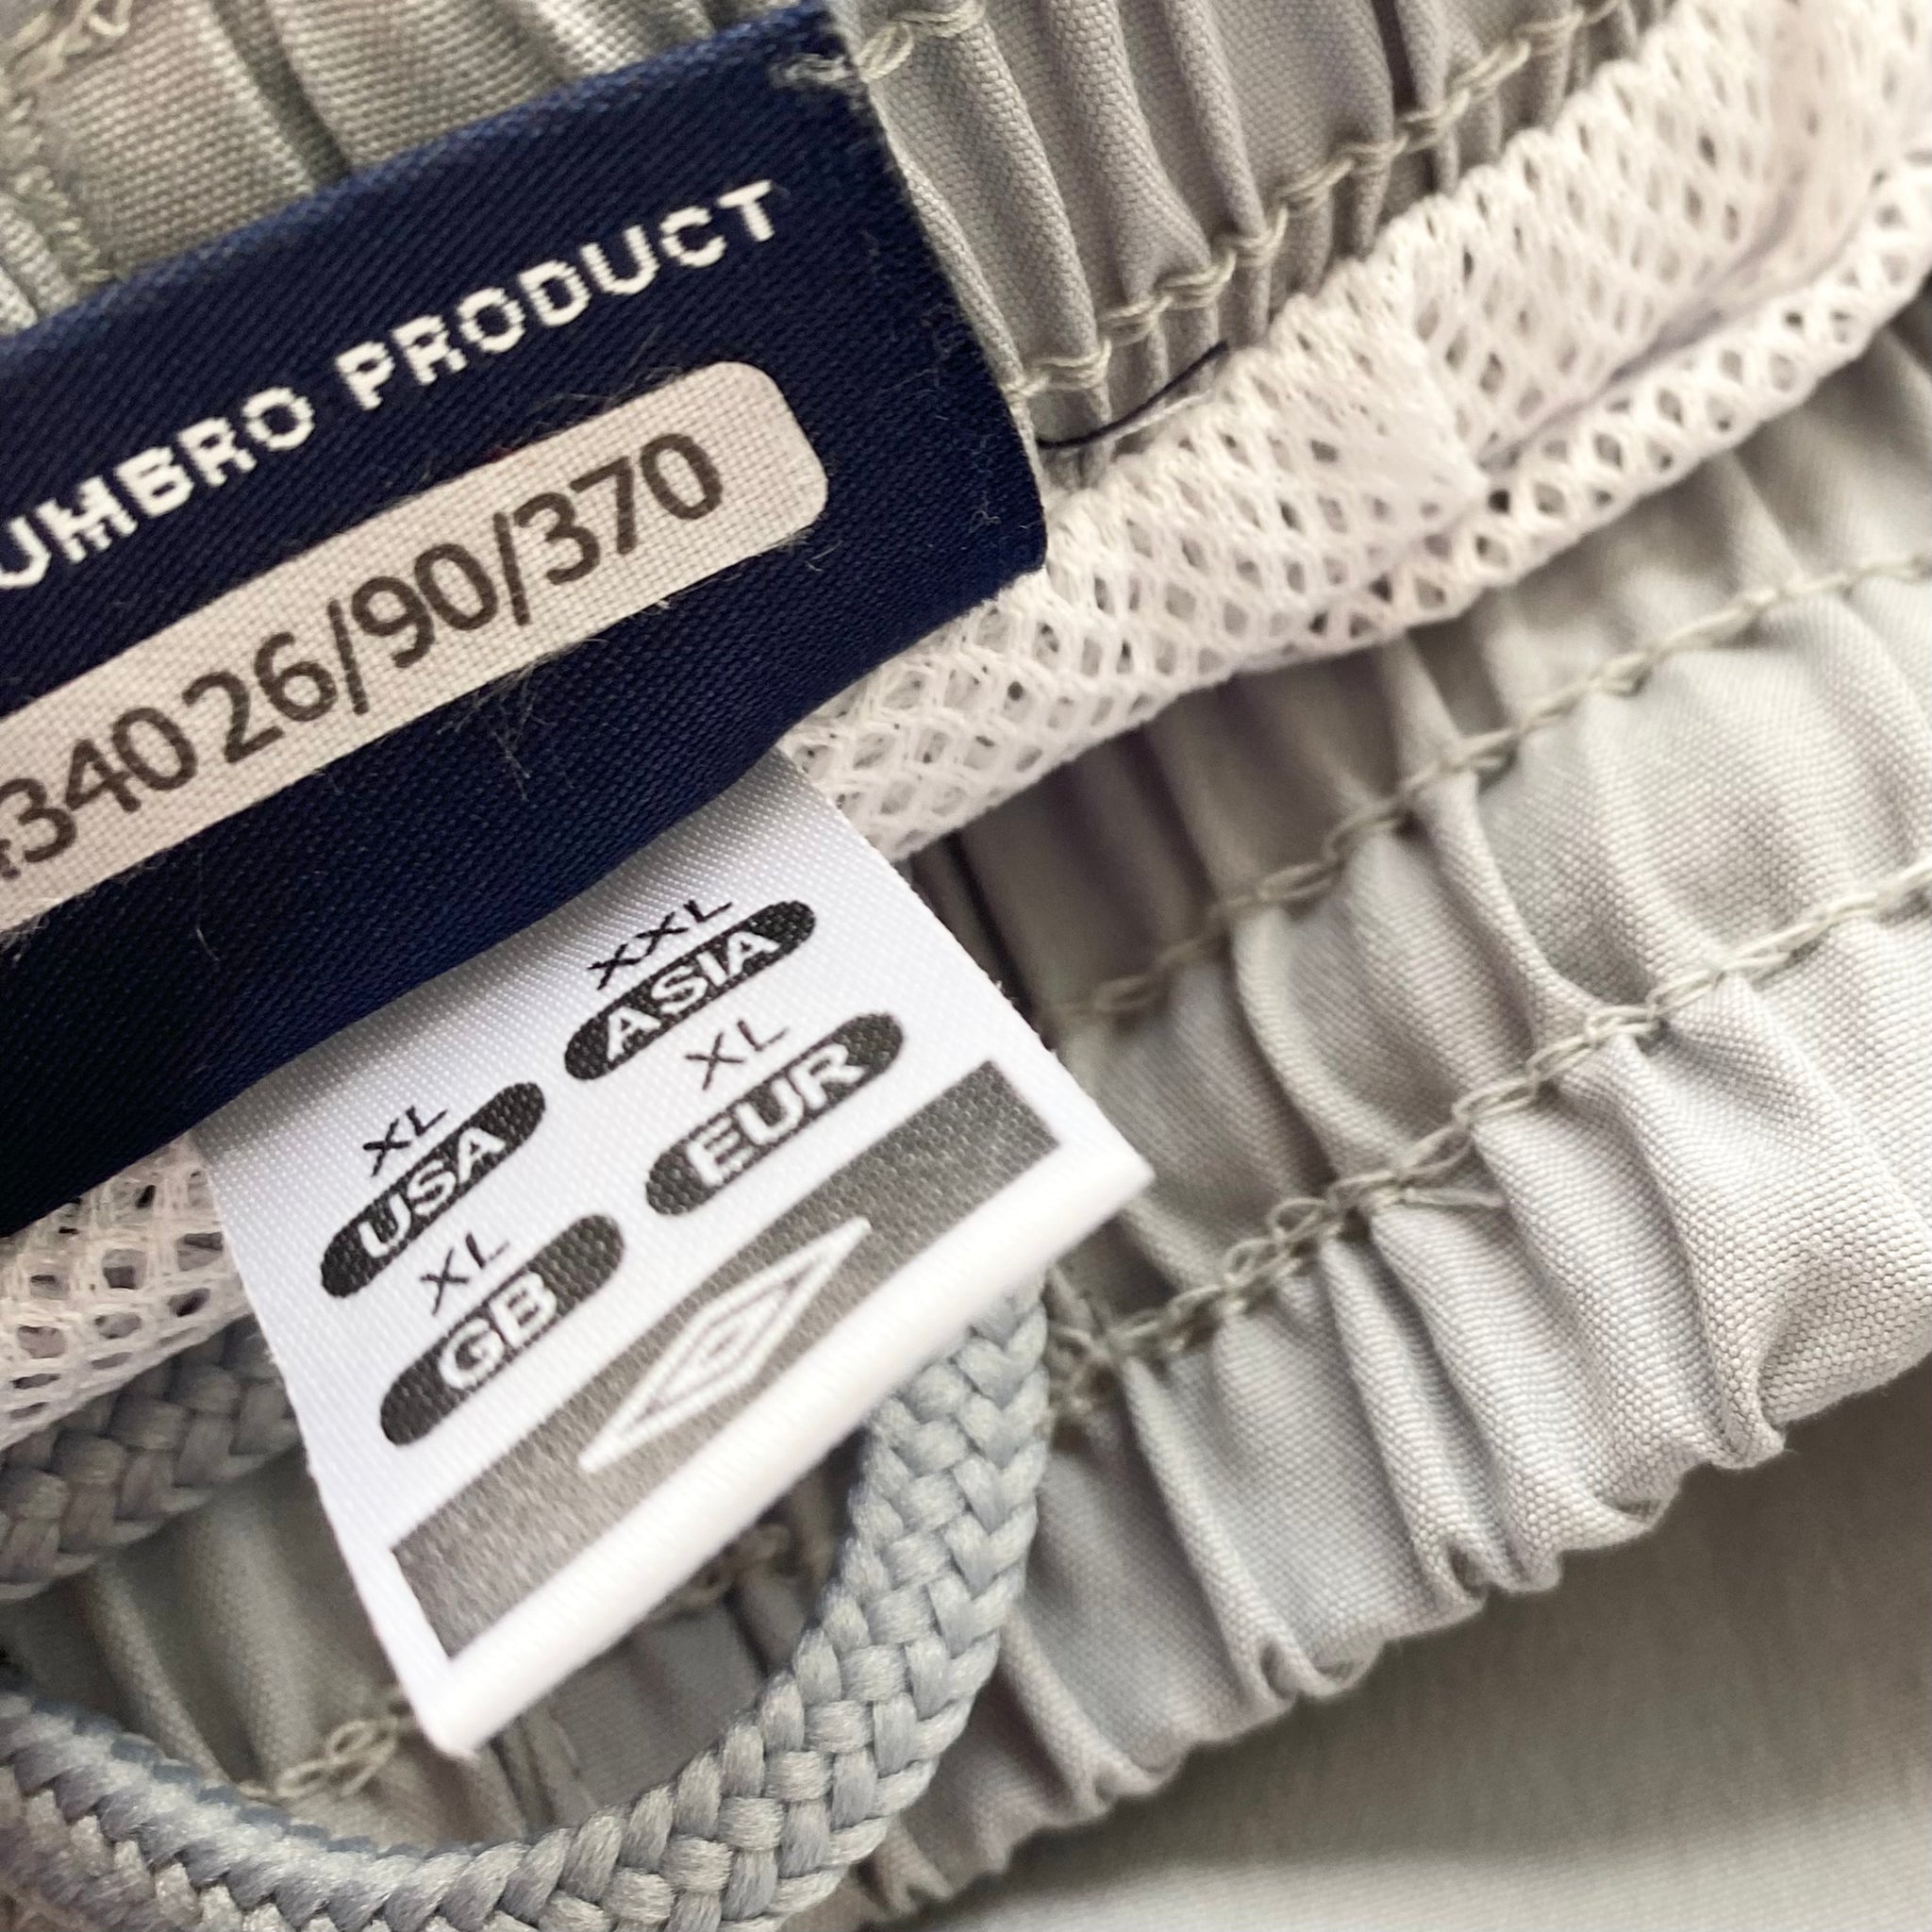 UMBRO PRODUCT
34026/90/370
XXL
ASIA
XL
USA
XL
EUR
XL
GB